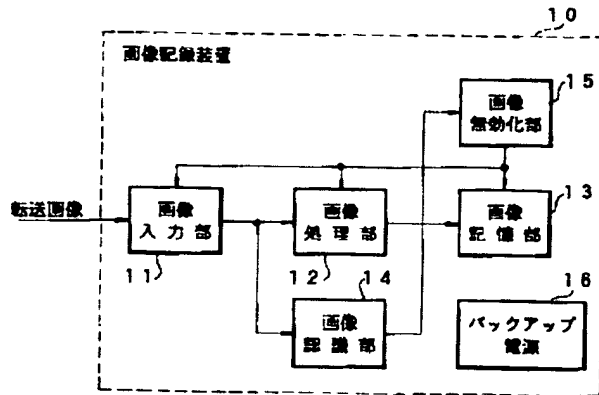 10
画像記録装置
15
画像
無効化部
転送画像
画像
入力部
11
画像
処理部
12
画像
記憶部
13
14
画像
認識部
16
バックアップ
電源